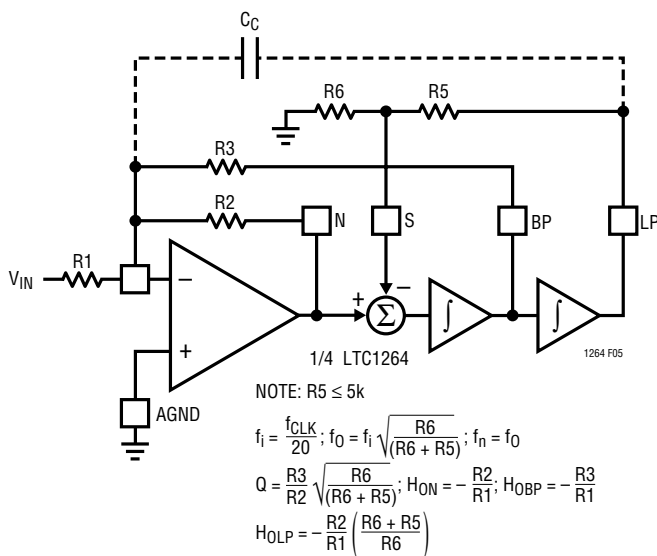 C_C
R6
R5
R3
R2
N
S
BP
LP
V_IN
R1
−
+
+
−
Σ
∫
∫
1/4 LTC1264
1264 F05
AGND
NOTE: R5 ≤ 5k
f_i = f_CLK/20; f_O = f_i √(R6/(R6 + R5)); f_n = f_O
Q = R3/R2 √(R6/(R6 + R5)); H_ON = − R2/R1; H_OBP = − R3/R1
H_OLP = − R2/R1 ((R6 + R5)/R6)